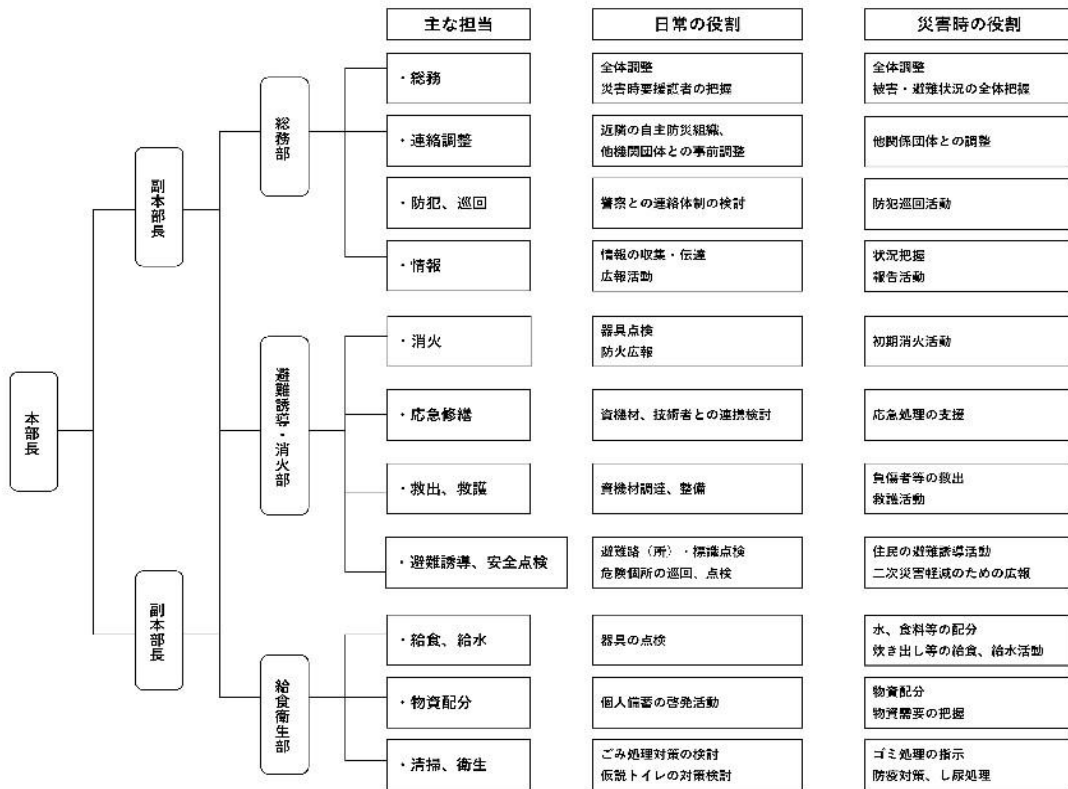 主な担当
日常の役割
災害時の役割
本部長
副本部長
副本部長
総務部
・総務
全体調整
災害時要援護者の把握
全体調整
被害・避難状況の全体把握
・連絡調整
近隣の自主防災組織、
他機関団体との事前調整
他関係団体との調整
・防犯、巡回
警察との連絡体制の検討
防犯巡回活動
・情報
情報の収集・伝達
広報活動
状況把握
報告活動
避難誘導・消火部
・消火
器具点検
防火広報
初期消火活動
・応急修繕
資機材、技術者との連携検討
応急処理の支援
・救出、救護
資機材調達、整備
負傷者等の救出
救護活動
・避難誘導、安全点検
避難路（所）・標識点検
危険個所の巡回、点検
住民の避難誘導活動
二次災害軽減のための広報
給食衛生部
・給食、給水
器具の点検
水、食料等の配分
炊き出し等の給食、給水活動
・物資配分
個人備蓄の啓発活動
物資配分
物資需要の把握
・清掃、衛生
ごみ処理対策の検討
仮設トイレの対策検討
ゴミ処理の指示
防疫対策、し尿処理